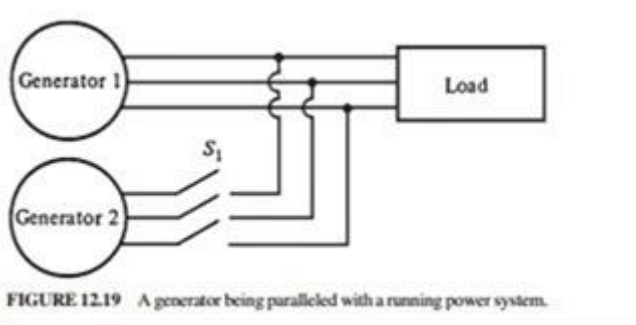 Generator 1
Load
S1
Generator 2
FIGURE 12.19 A generator being paralleled with a running power system.